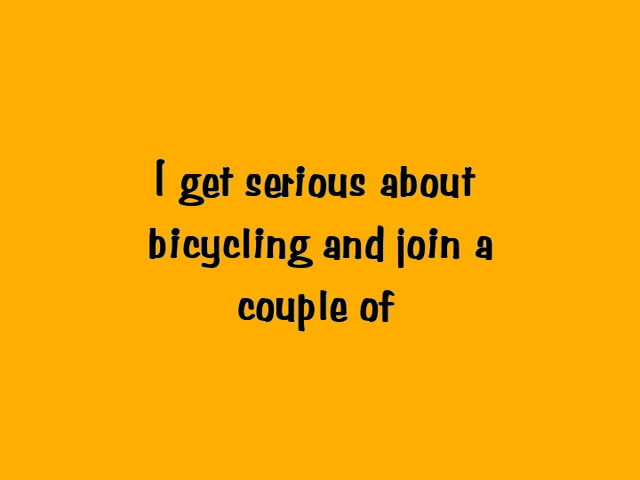 I get serious about
bicycling and join a
couple of